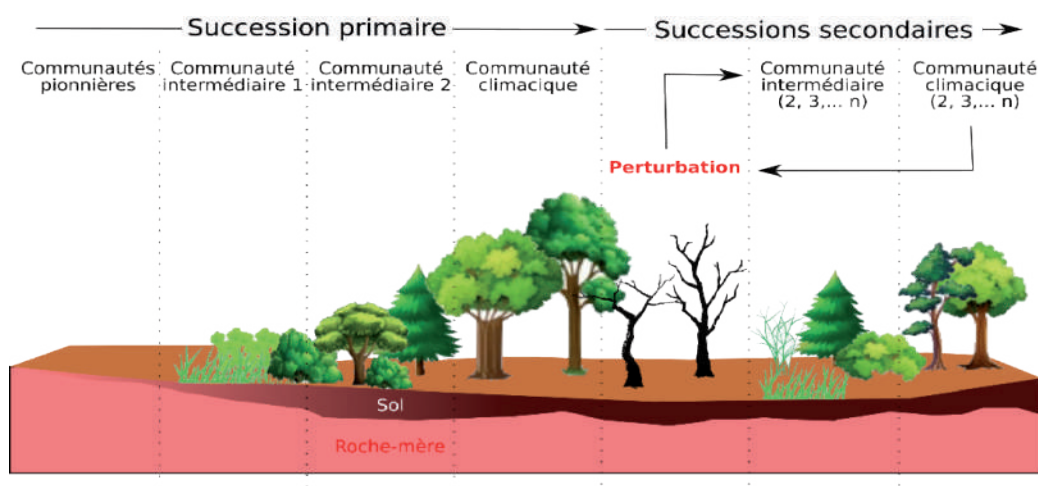 Succession primaire
Successions secondaires
Communautés
pionnières
Communauté
intermédiaire 1
Communauté
intermédiaire 2
Communauté
climacique
Communauté
intermédiaire
(2, 3,... n)
Communauté
climacique
(2, 3,... n)
Perturbation
Sol
Roche-mère